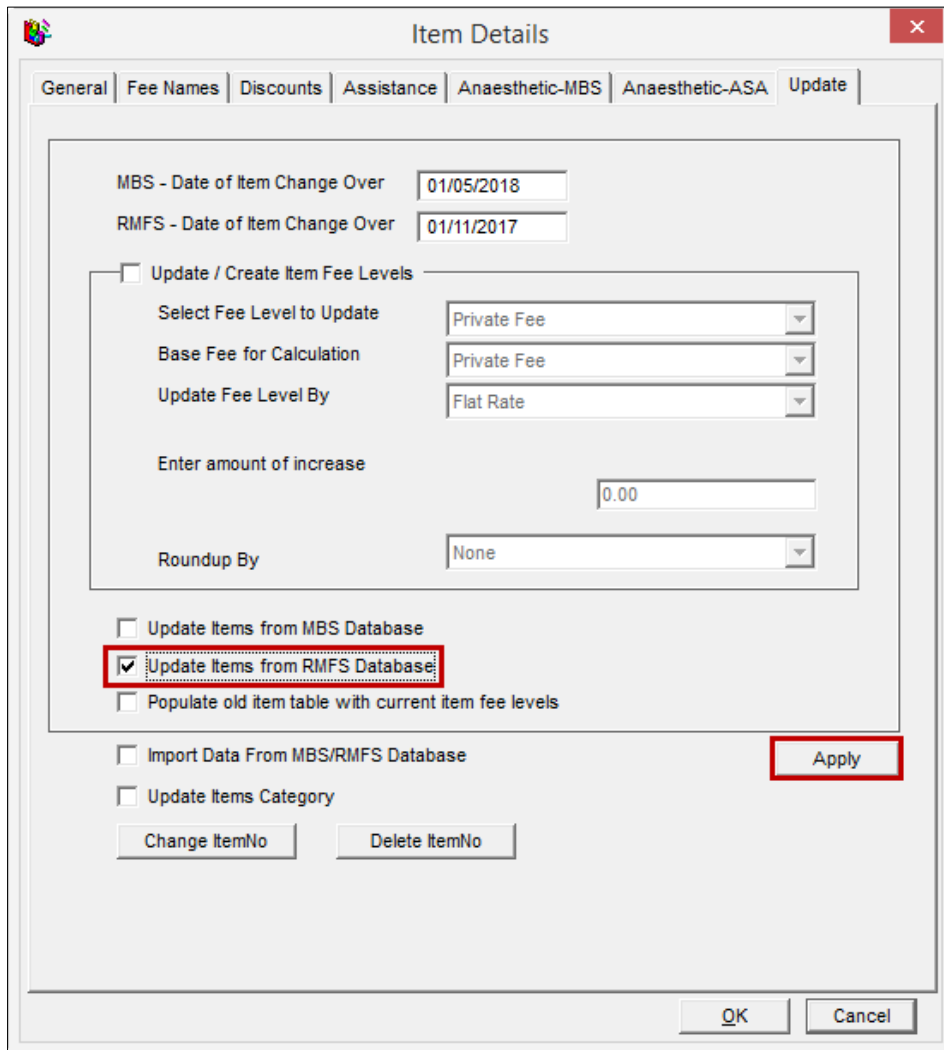 Item Details
General Fee Names Discounts Assistance Anaesthetic-MBS Anaesthetic-ASA Update
MBS - Date of Item Change Over 01/05/2018
RMFS - Date of Item Change Over 01/11/2017
Update / Create Item Fee Levels
Select Fee Level to Update Private Fee
Base Fee for Calculation Private Fee
Update Fee Level By Flat Rate
Enter amount of increase
0.00
Roundup By None
Update Items from MBS Database
Update Items from RMFS Database
Populate old item table with current item fee levels
Import Data From MBS/RMFS Database Apply
Update Items Category
Change ItemNo Delete ItemNo
OK Cancel